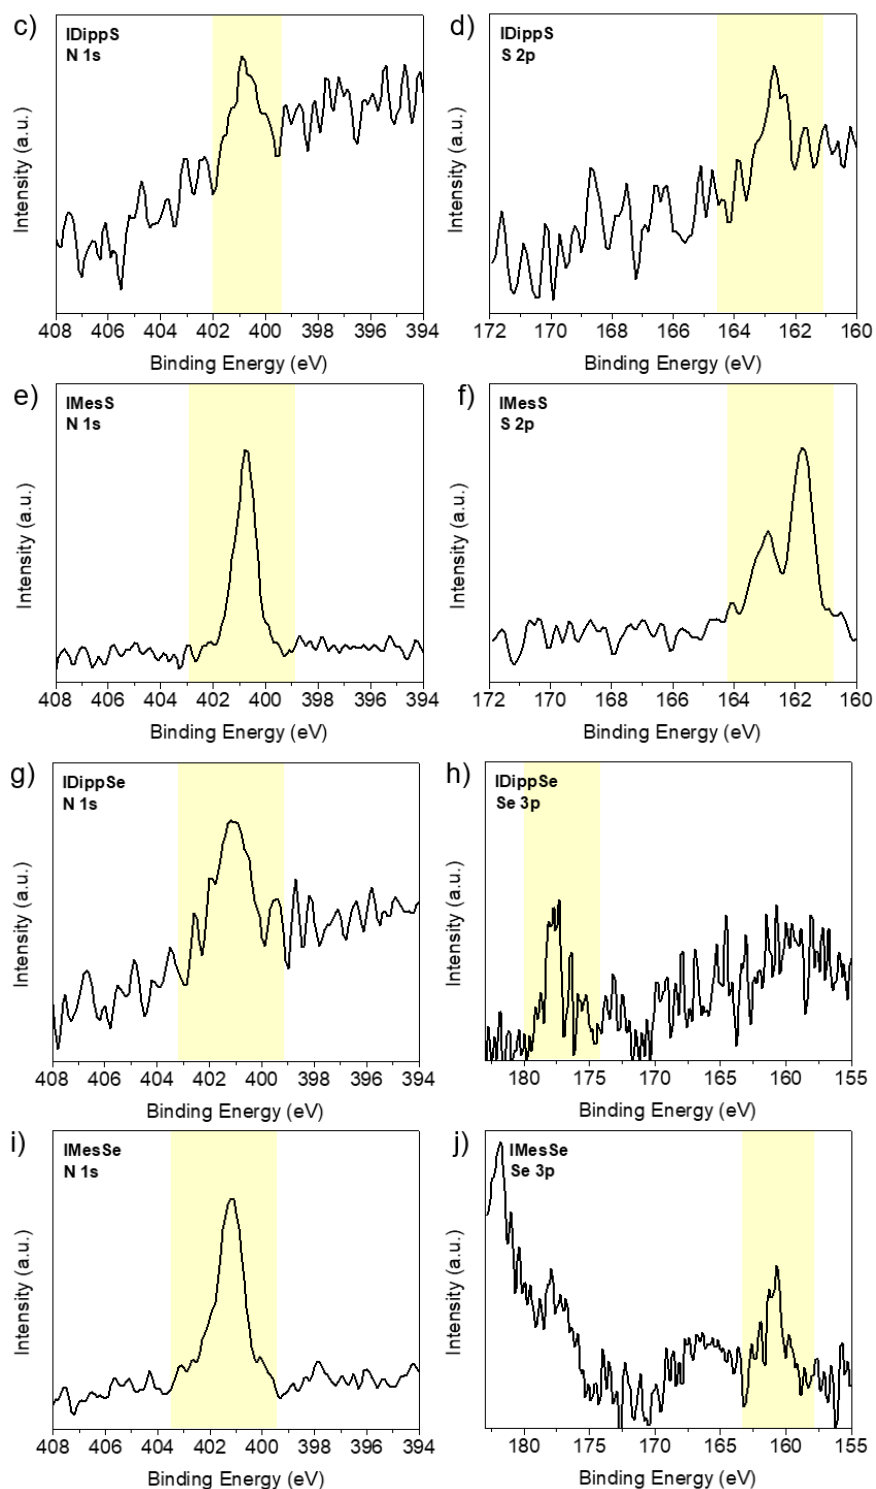 c)
IDippS
N 1s
Intensity (a.u.)
408 406 404 402 400 398 396 394
Binding Energy (eV)
d)
IDippS
S 2p
Intensity (a.u.)
172 170 168 166 164 162 160
Binding Energy (eV)
e)
IMesS
N 1s
Intensity (a.u.)
408 406 404 402 400 398 396 394
Binding Energy (eV)
f)
IMesS
S 2p
Intensity (a.u.)
172 170 168 166 164 162 160
Binding Energy (eV)
g)
IDippSe
N 1s
Intensity (a.u.)
408 406 404 402 400 398 396 394
Binding Energy (eV)
h)
IDippSe
Se 3p
Intensity (a.u.)
180 175 170 165 160 155
Binding Energy (eV)
i)
IMesSe
N 1s
Intensity (a.u.)
408 406 404 402 400 398 396 394
Binding Energy (eV)
j)
IMesSe
Se 3p
Intensity (a.u.)
180 175 170 165 160 155
Binding Energy (eV)